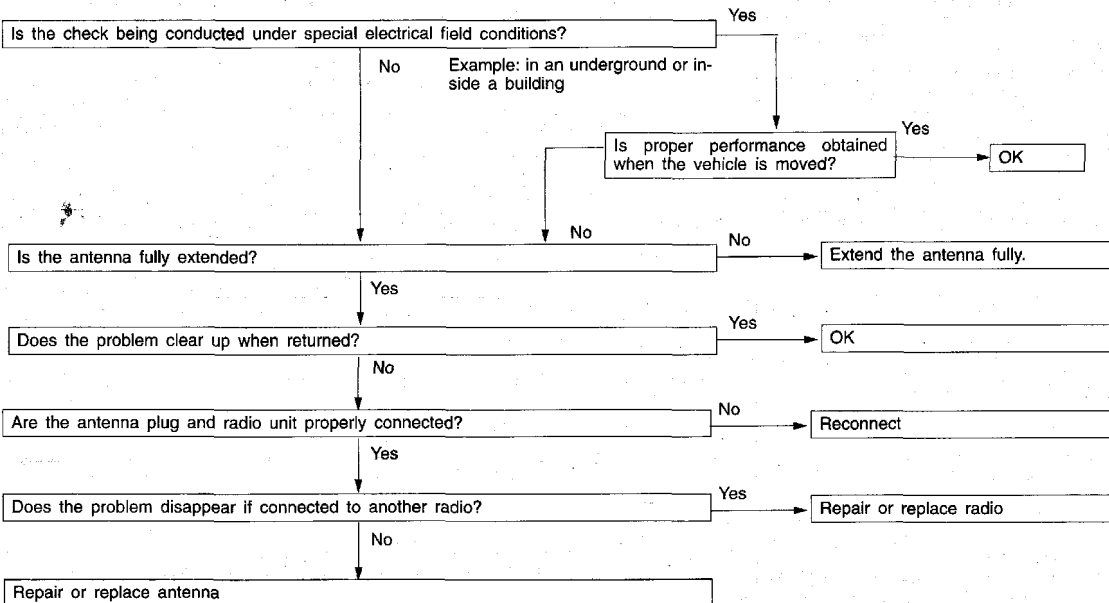 Yes
Is the check being conducted under special electrical field conditions?
No
Example: in an underground or in-
side a building
Yes
Is proper performance obtained
when the vehicle is moved?
OK
No
Is the antenna fully extended?
No
Extend the antenna fully.
Yes
Does the problem clear up when returned?
Yes
OK
No
Are the antenna plug and radio unit properly connected?
No
Reconnect
Yes
Does the problem disappear if connected to another radio?
Yes
Repair or replace radio
No
Repair or replace antenna